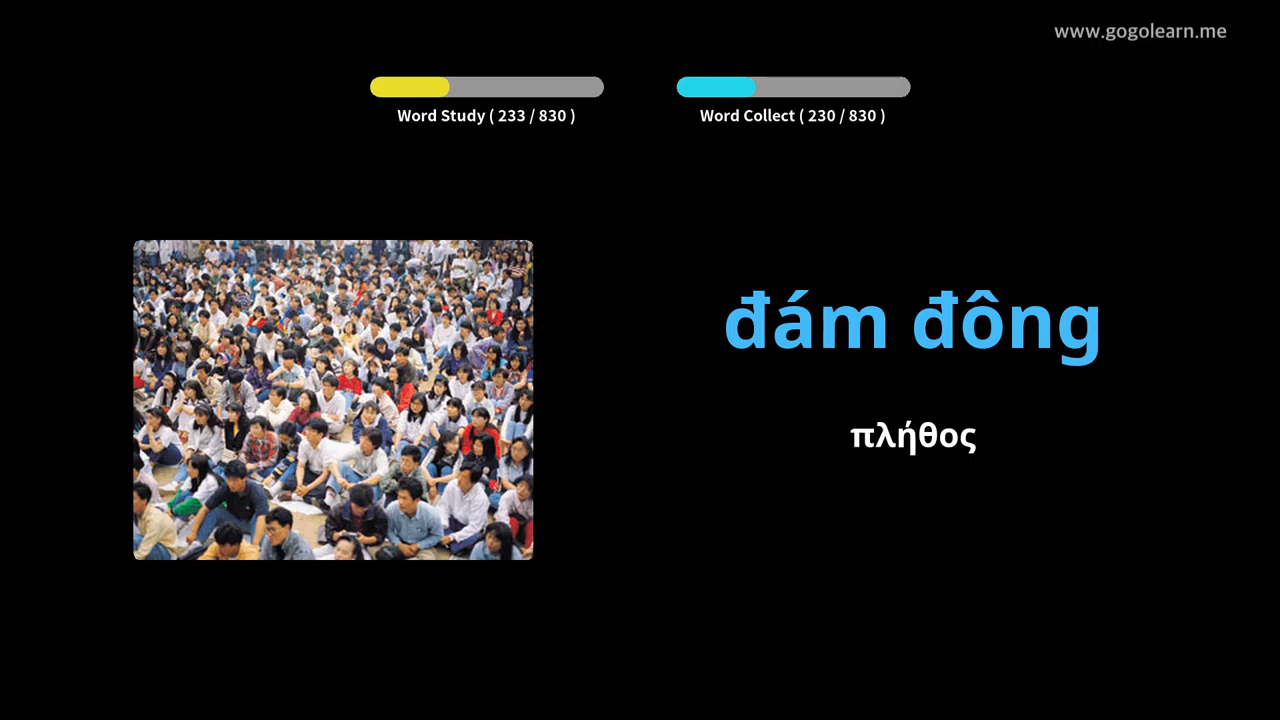 www.gogolearn.me
Word Study ( 233 / 830 )
Word Collect ( 230 / 830 )
đám đông
πλήθος